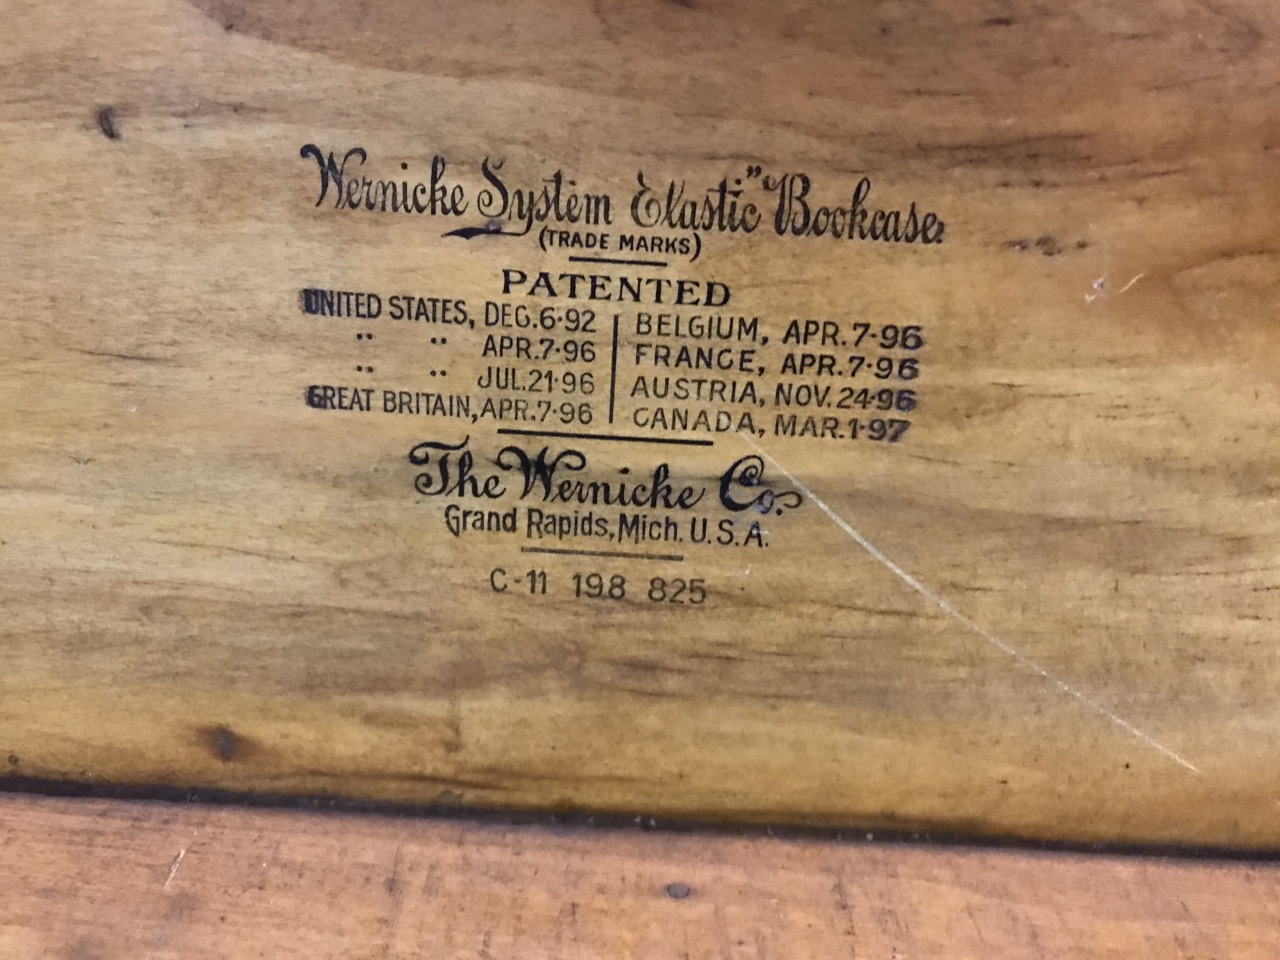 Wernicke System "Elastic" Bookcase.
(TRADE MARKS)
PATENTED
UNITED STATES, DEC.6·92 | BELGIUM, APR.7·96
" " APR.7·96 | FRANCE, APR.7·96
" " JUL.21·96 | AUSTRIA, NOV.24·96
GREAT BRITAIN, APR.7·96 | CANADA, MAR.1·97
The Wernicke Co.
Grand Rapids, Mich. U.S.A.
C-11 198 825